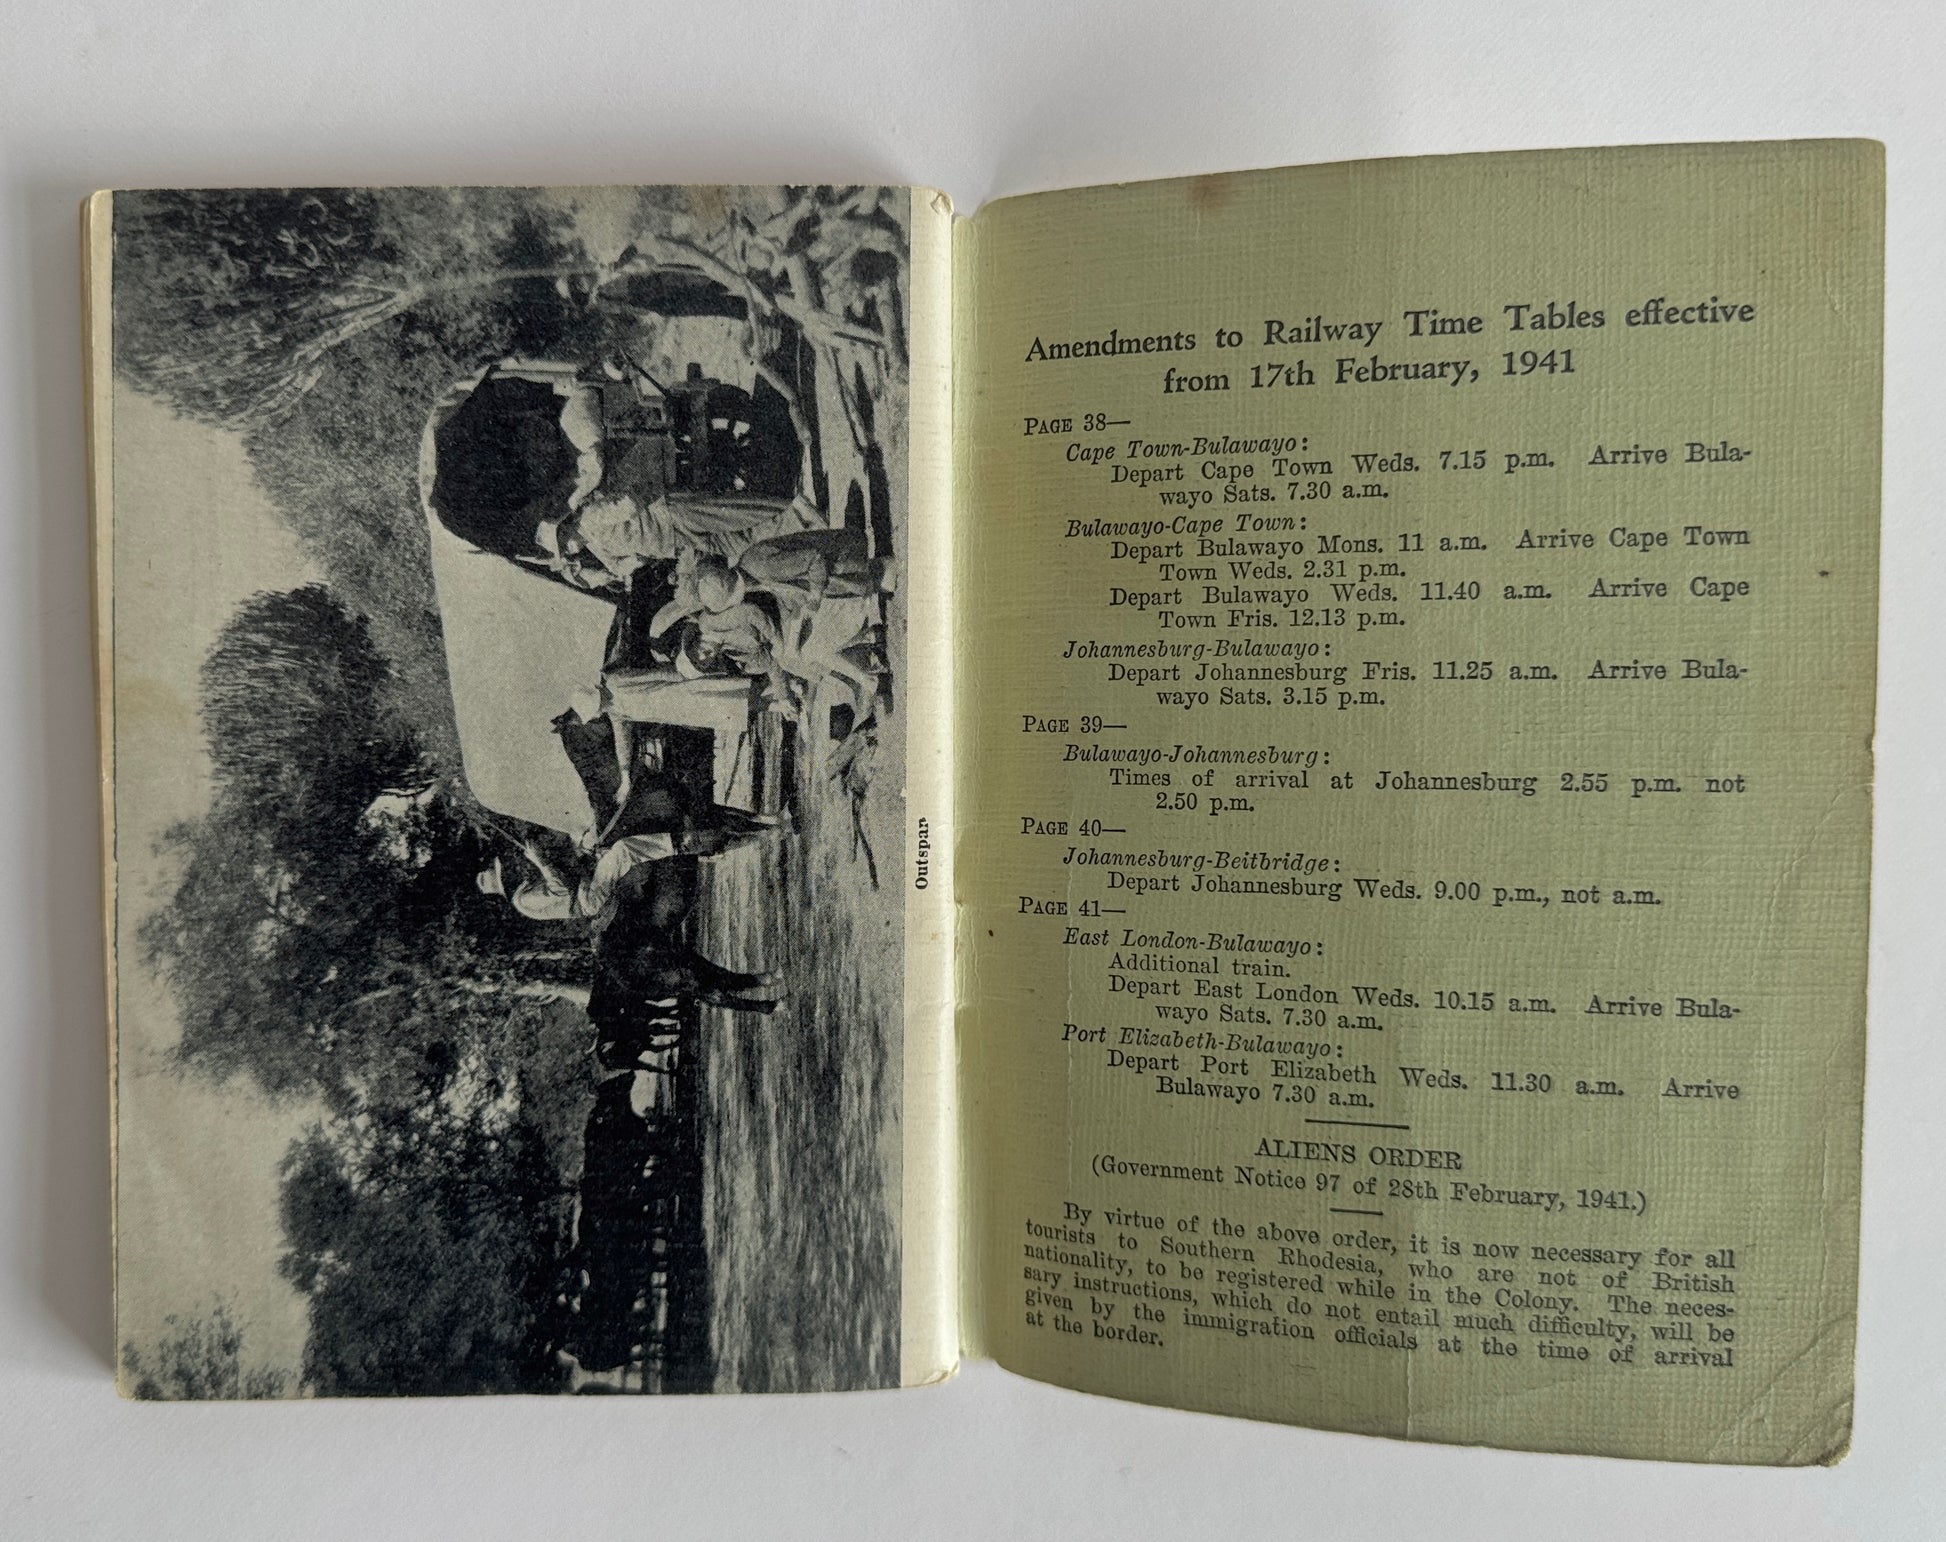 Outspan
Amendments to Railway Time Tables effective
from 17th February, 1941
PAGE 38—
Cape Town-Bulawayo:
Depart Cape Town Weds. 7.15 p.m. Arrive Bula-
wayo Sats. 7.30 a.m.
Bulawayo-Cape Town:
Depart Bulawayo Mons. 11 a.m. Arrive Cape Town
Town Weds. 2.31 p.m.
Depart Bulawayo Weds. 11.40 a.m. Arrive Cape
Town Fris. 12.13 p.m.
Johannesburg-Bulawayo:
Depart Johannesburg Fris. 11.25 a.m. Arrive Bula-
wayo Sats. 3.15 p.m.
PAGE 39—
Bulawayo-Johannesburg:
Times of arrival at Johannesburg 2.55 p.m. not
2.50 p.m.
PAGE 40—
Johannesburg-Beitbridge:
Depart Johannesburg Weds. 9.00 p.m., not a.m.
PAGE 41—
East London-Bulawayo:
Additional train.
Depart East London Weds. 10.15 a.m. Arrive Bula-
wayo Sats. 7.30 a.m.
Port Elizabeth-Bulawayo:
Depart Port Elizabeth Weds. 11.30 a.m. Arrive
Bulawayo 7.30 a.m.
ALIENS ORDER
(Government Notice 97 of 28th February, 1941.)
By virtue of the above order, it is now necessary for all
tourists to Southern Rhodesia, who are not of British
nationality, to be registered while in the Colony. The neces-
sary instructions, which do not entail much difficulty, will be
given by the immigration officials at the time of arrival
at the border.